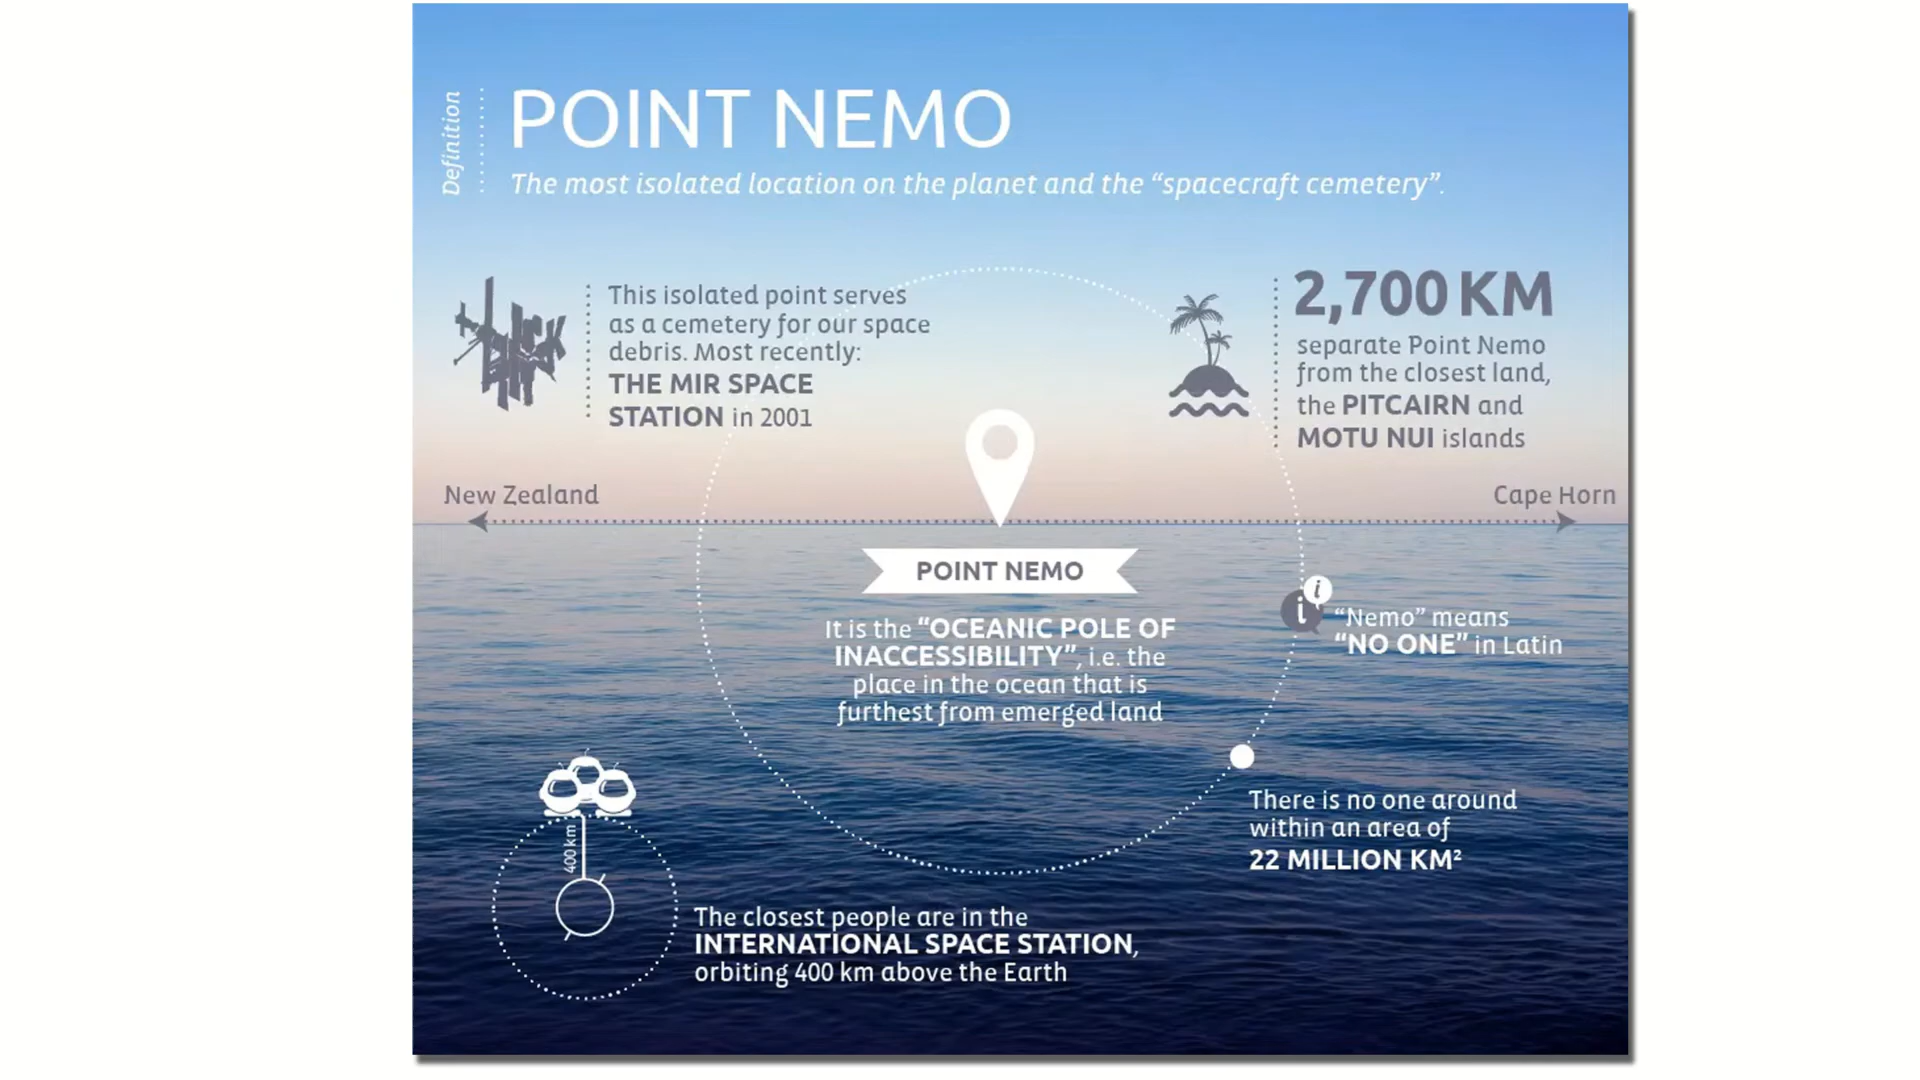 Definition
POINT NEMO
The most isolated location on the planet and the “spacecraft cemetery”.
This isolated point serves
as a cemetery for our space
debris. Most recently:
THE MIR SPACE
STATION in 2001
2,700 KM
separate Point Nemo
from the closest land,
the PITCAIRN and
MOTU NUI islands
New Zealand
Cape Horn
POINT NEMO
It is the “OCEANIC POLE OF
INACCESSIBILITY”, i.e. the
place in the ocean that is
furthest from emerged land
i
i
“Nemo” means
“NO ONE” in Latin
There is no one around
within an area of
22 MILLION KM²
400 km
The closest people are in the
INTERNATIONAL SPACE STATION,
orbiting 400 km above the Earth